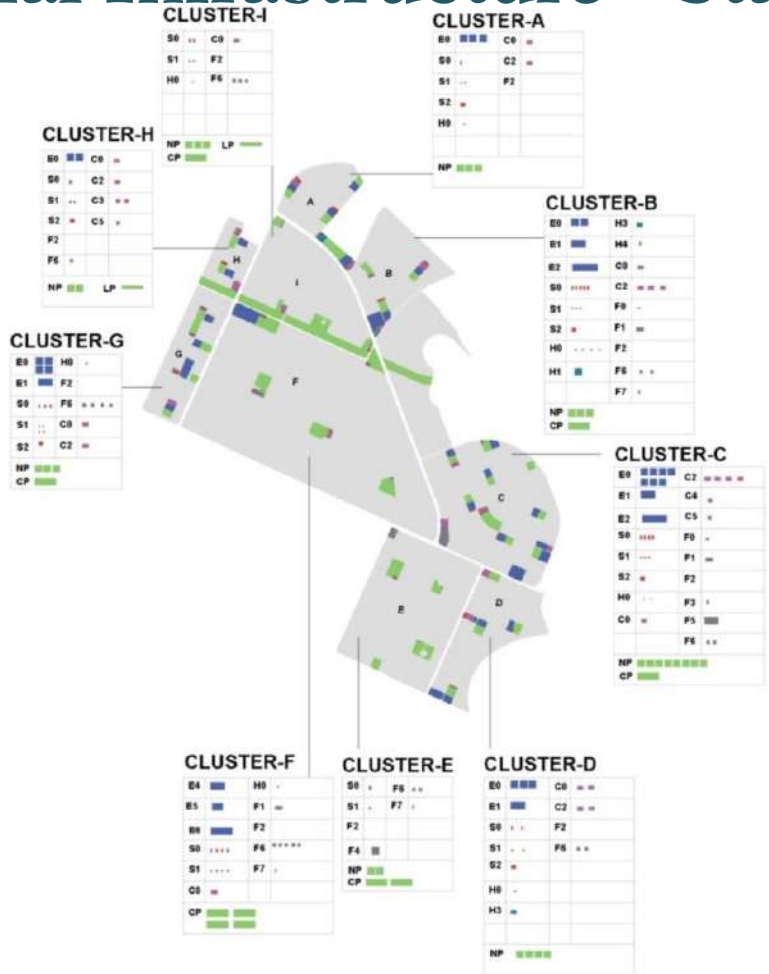 CLUSTER-I
S0 C0
S1 F2
H0 F6
NP LP
CP
CLUSTER-A
E0 C0
S0 C2
S1 F2
S2
H0
NP
CLUSTER-H
E0 C0
S0 C2
S1 C3
S2 C5
F2
F6
NP LP
CLUSTER-B
E0 H3
E1 H4
E2 C0
S0 C2
S1 F0
S2 F1
H0 F2
H1 F6
F7
NP
CP
CLUSTER-G
E0 H0
E1 F2
S0 F6
S1 C0
S2 C2
NP
CP
CLUSTER-C
E0 C2
E1 C4
E2 C5
S0 F0
S1 F1
S2 F2
H0 F3
C0 F5
F6
NP
CP
A
B
H
I
G
F
C
E
D
CLUSTER-F
E4 H0
E5 F1
E6 F2
S0 F6
S1 F7
C0
CP
CLUSTER-E
S0 F6
S1 F7
F2
F4
NP
CP
CLUSTER-D
E0 C0
E1 C2
S0 F2
S1 F6
S2
H0
H3
NP